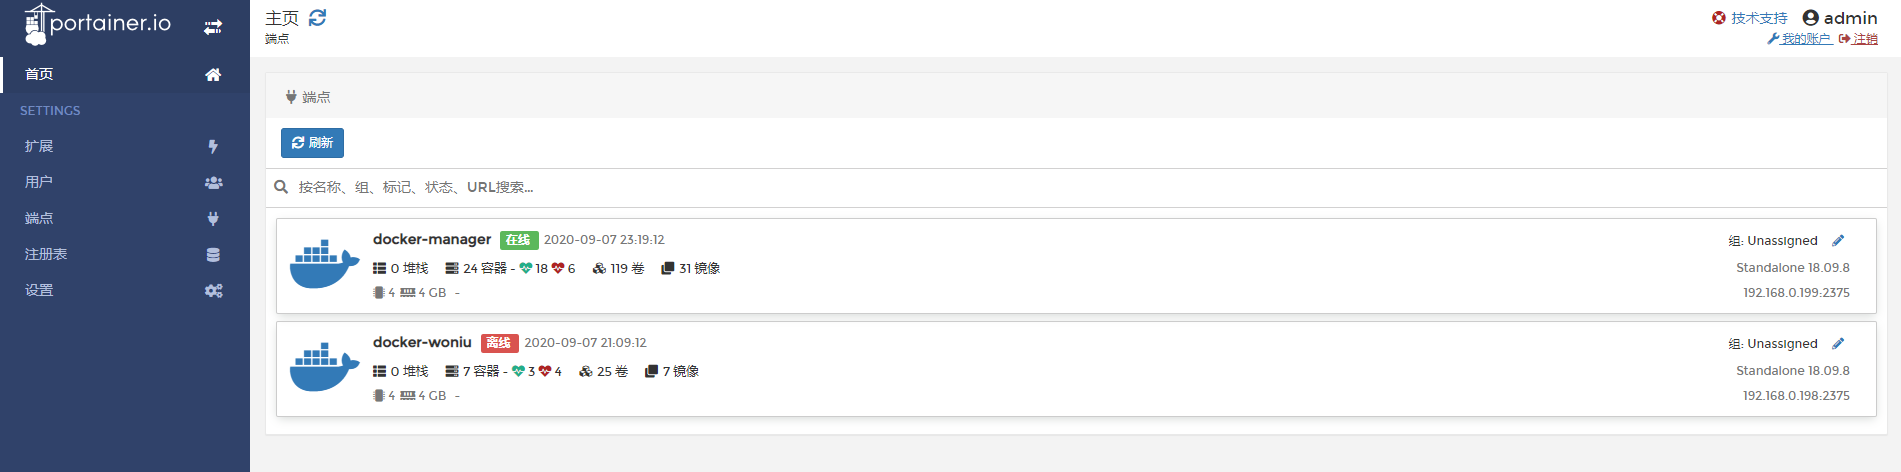 portainer.io
首页
SETTINGS
扩展
用户
端点
注册表
设置
主页
端点
技术支持 admin
我的账户 注销
端点
刷新
按名称、组、标记、状态、URL搜索...
docker-manager 在线 2020-09-07 23:19:12
组: Unassigned
0 堆栈 24 容器 - 18 6 119 卷 31 镜像
Standalone 18.09.8
4 4 GB -
192.168.0.199:2375
docker-woniu 离线 2020-09-07 21:09:12
组: Unassigned
0 堆栈 7 容器 - 3 4 25 卷 7 镜像
Standalone 18.09.8
4 4 GB -
192.168.0.198:2375